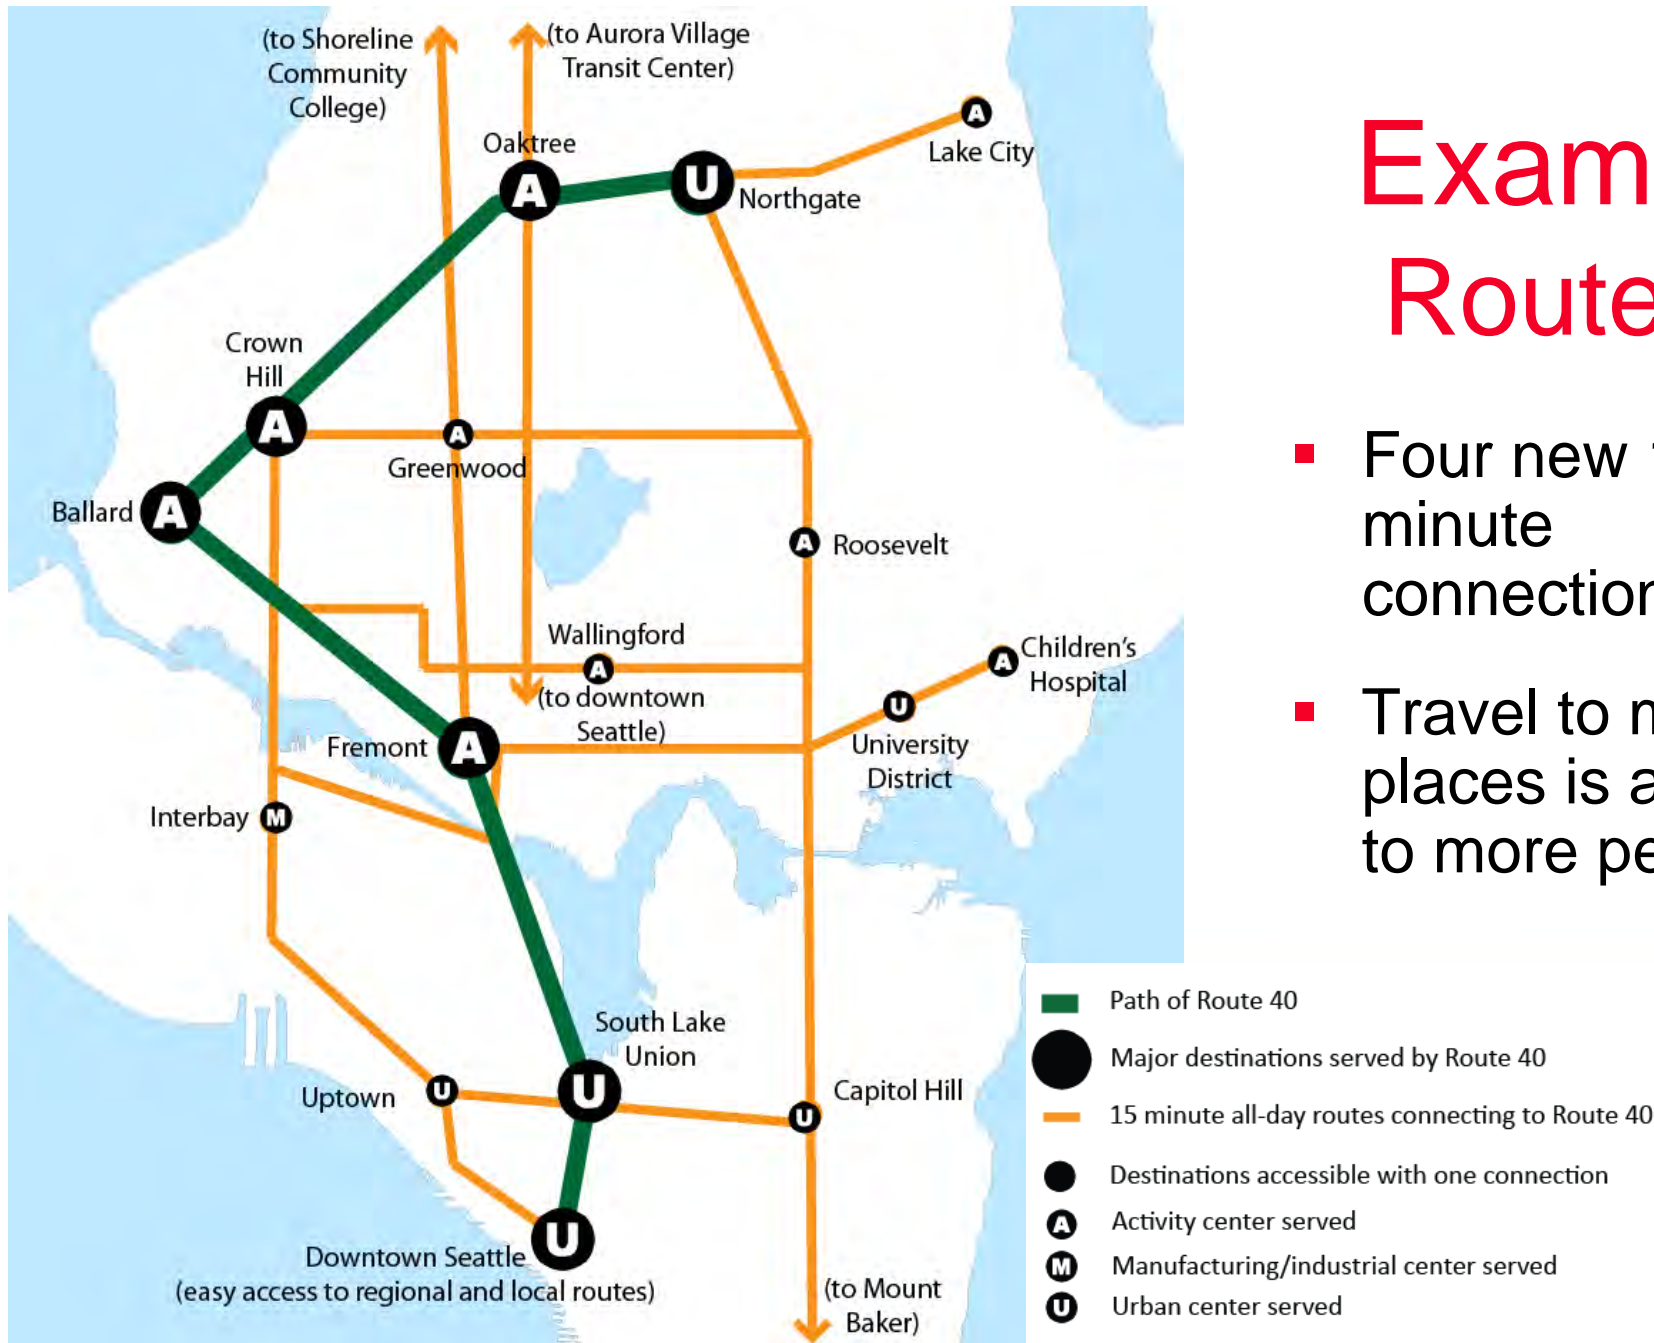 (to Shoreline
Community
College)
(to Aurora Village
Transit Center)
Oaktree
A
U
Northgate
A
Lake City
Crown
Hill
A
A
Greenwood
Ballard
A
A
Roosevelt
Wallingford
A
(to downtown
Seattle)
A
Children's
Hospital
U
University
District
Fremont
A
Interbay
M
South Lake
Union
U
Uptown
U
Capitol Hill
U
Downtown Seattle
U
(easy access to regional and local routes)
(to Mount
Baker)
Exam
Route
Four new
minute
connection
Travel to
places is a
to more pe
Path of Route 40
Major destinations served by Route 40
15 minute all-day routes connecting to Route 40
Destinations accessible with one connection
A
Activity center served
M
Manufacturing/industrial center served
U
Urban center served